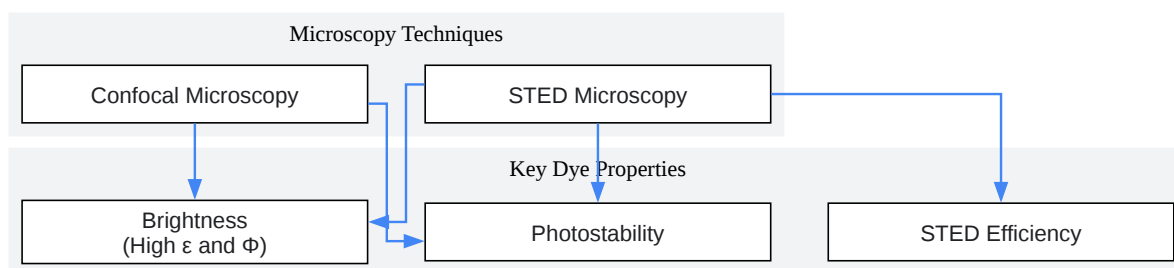 Microscopy Techniques
Confocal Microscopy
STED Microscopy
Key Dye Properties
Brightness
(High ε and Φ)
Photostability
STED Efficiency